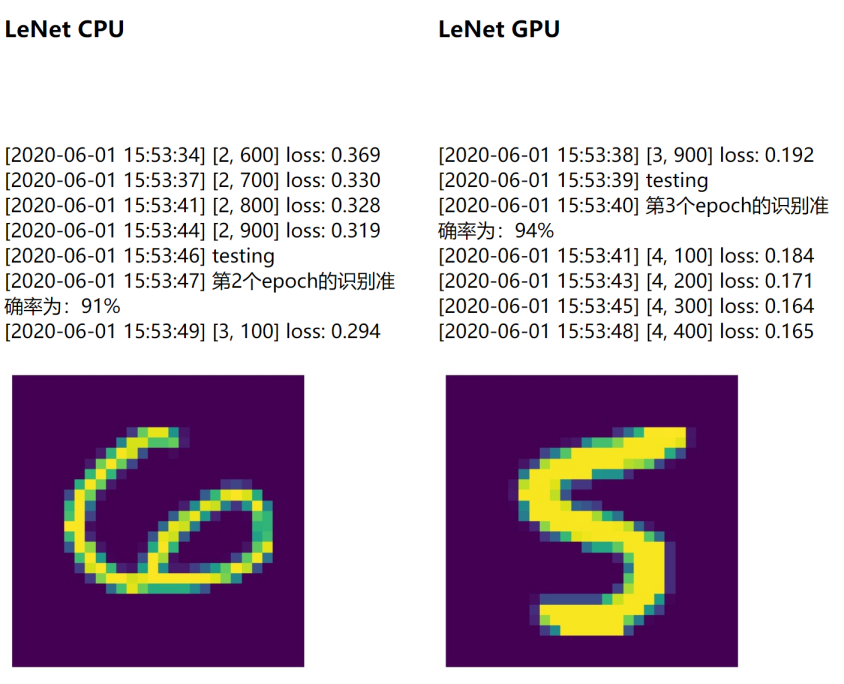 LeNet CPU
[2020-06-01 15:53:34] [2, 600] loss: 0.369
[2020-06-01 15:53:37] [2, 700] loss: 0.330
[2020-06-01 15:53:41] [2, 800] loss: 0.328
[2020-06-01 15:53:44] [2, 900] loss: 0.319
[2020-06-01 15:53:46] testing
[2020-06-01 15:53:47] 第2个epoch的识别准
确率为：91%
[2020-06-01 15:53:49] [3, 100] loss: 0.294
LeNet GPU
[2020-06-01 15:53:38] [3, 900] loss: 0.192
[2020-06-01 15:53:39] testing
[2020-06-01 15:53:40] 第3个epoch的识别准
确率为：94%
[2020-06-01 15:53:41] [4, 100] loss: 0.184
[2020-06-01 15:53:43] [4, 200] loss: 0.171
[2020-06-01 15:53:45] [4, 300] loss: 0.164
[2020-06-01 15:53:48] [4, 400] loss: 0.165
6
5